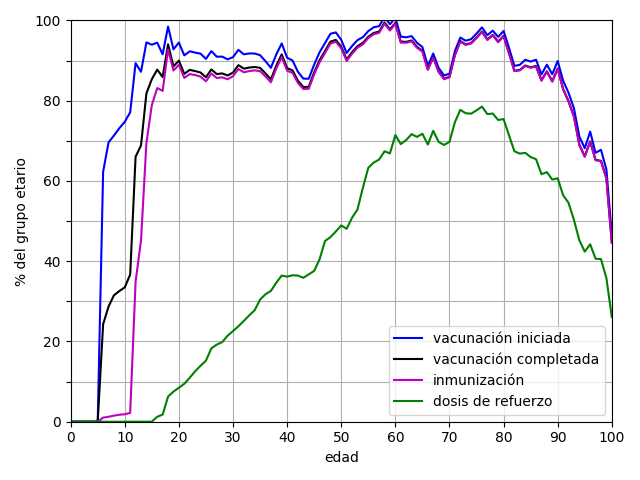 % del grupo etario
100
80
60
40
20
0
0 10 20 30 40 50 60 70 80 90 100
edad
vacunación iniciada
vacunación completada
inmunización
dosis de refuerzo